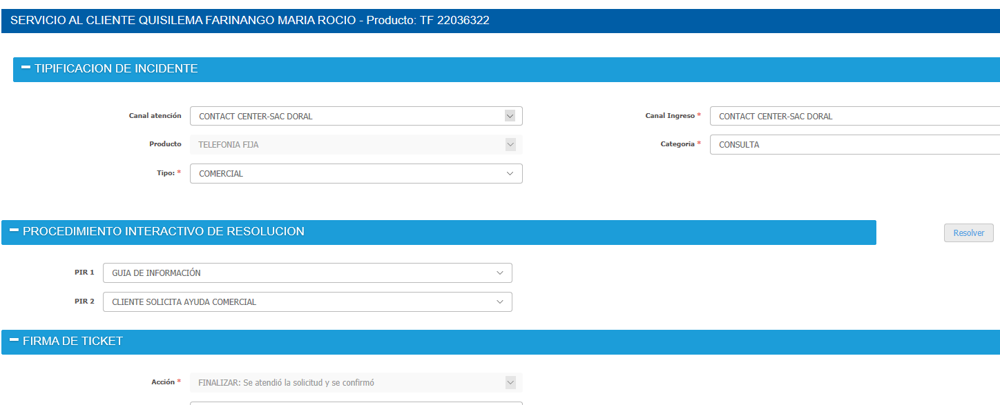 SERVICIO AL CLIENTE QUISILEMA FARINANGO MARIA ROCIO - Producto: TF 22036322
TIPIFICACION DE INCIDENTE
Canal atención CONTACT CENTER-SAC DORAL Canal Ingreso * CONTACT CENTER-SAC DORAL
Producto TELEFONIA FIJA Categoria * CONSULTA
Tipo: * COMERCIAL
PROCEDIMIENTO INTERACTIVO DE RESOLUCION Resolver
PIR 1 GUIA DE INFORMACIÓN
PIR 2 CLIENTE SOLICITA AYUDA COMERCIAL
FIRMA DE TICKET
Acción * FINALIZAR: Se atendió la solicitud y se confirmó